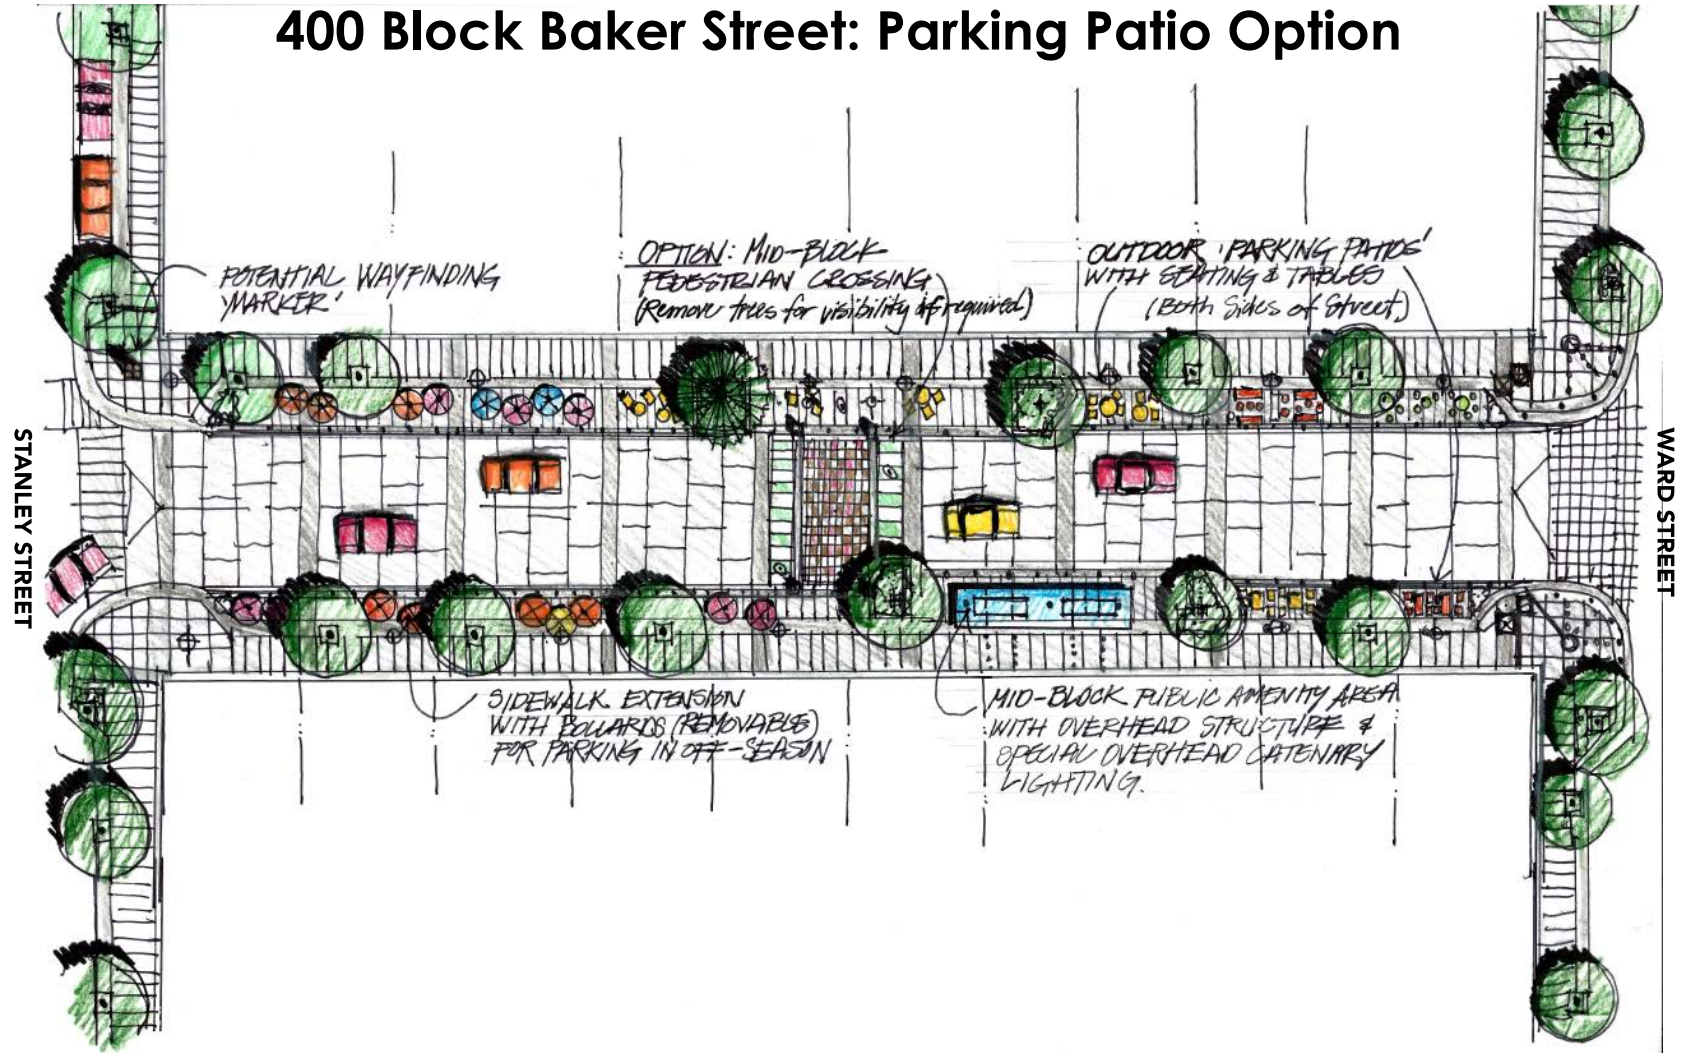 400 Block Baker Street: Parking Patio Option
POTENTIAL WAYFINDING
'MARKER'
OPTION: MID-BLOCK
PEDESTRIAN CROSSING
(Remove trees for visibility if required)
OUTDOOR 'PARKING PATIOS'
WITH SEATING & TABLES
(Both Sides of Street)
STANLEY STREET
WARD STREET
SIDEWALK EXTENSION
WITH BOLLARDS (REMOVABLE)
FOR PARKING IN OFF-SEASON
MID-BLOCK PUBLIC AMENITY AREA
WITH OVERHEAD STRUCTURE &
SPECIAL OVERHEAD CATENARY
LIGHTING.